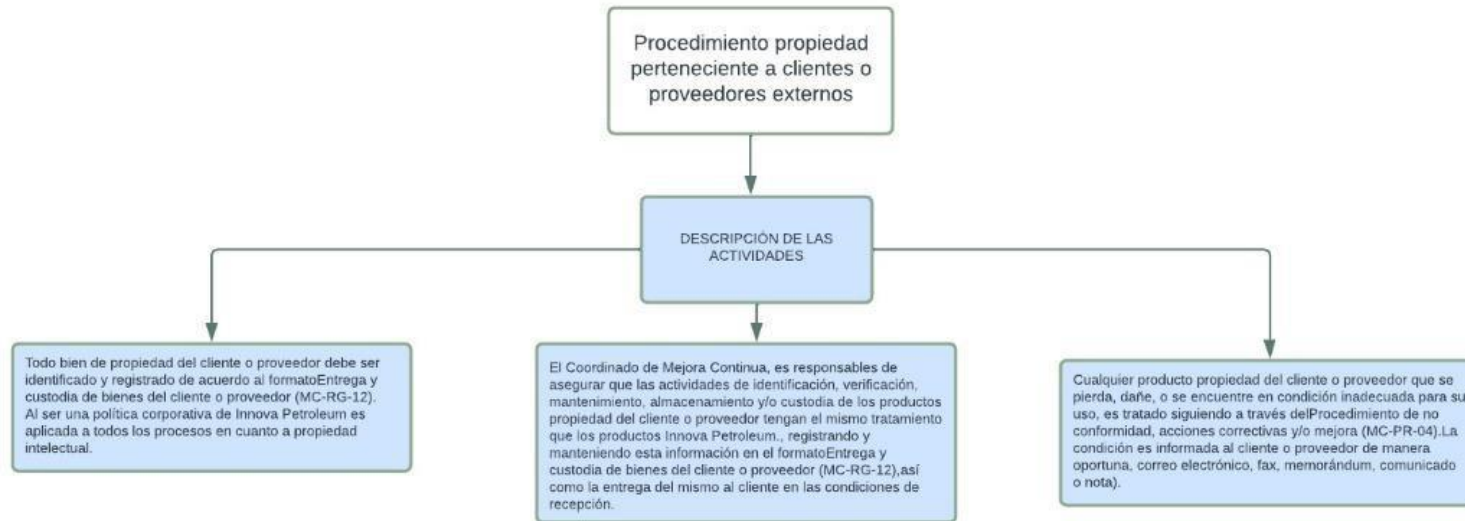 Procedimiento propiedad
perteneciente a clientes o
proveedores externos
DESCRIPCIÓN DE LAS
ACTIVIDADES
Todo bien de propiedad del cliente o proveedor debe ser
identificado y registrado de acuerdo al formatoEntrega y
custodia de bienes del cliente o proveedor (MC-RG-12).
Al ser una política corporativa de Innova Petroleum es
aplicada a todos los procesos en cuanto a propiedad
intelectual.
El Coordinado de Mejora Continua, es responsables de
asegurar que las actividades de identificación, verificación,
mantenimiento, almacenamiento y/o custodia de los productos
propiedad del cliente o proveedor tengan el mismo tratamiento
que los productos Innova Petroleum., registrando y
manteniendo esta información en el formatoEntrega y
custodia de bienes del cliente o proveedor (MC-RG-12),así
como la entrega del mismo al cliente en las condiciones de
recepción.
Cualquier producto propiedad del cliente o proveedor que se
pierda, dañe, o se encuentre en condición inadecuada para su
uso, es tratado siguiendo a través delProcedimiento de no
conformidad, acciones correctivas y/o mejora (MC-PR-04).La
condición es informada al cliente o proveedor de manera
oportuna, correo electrónico, fax, memorándum, comunicado
o nota).